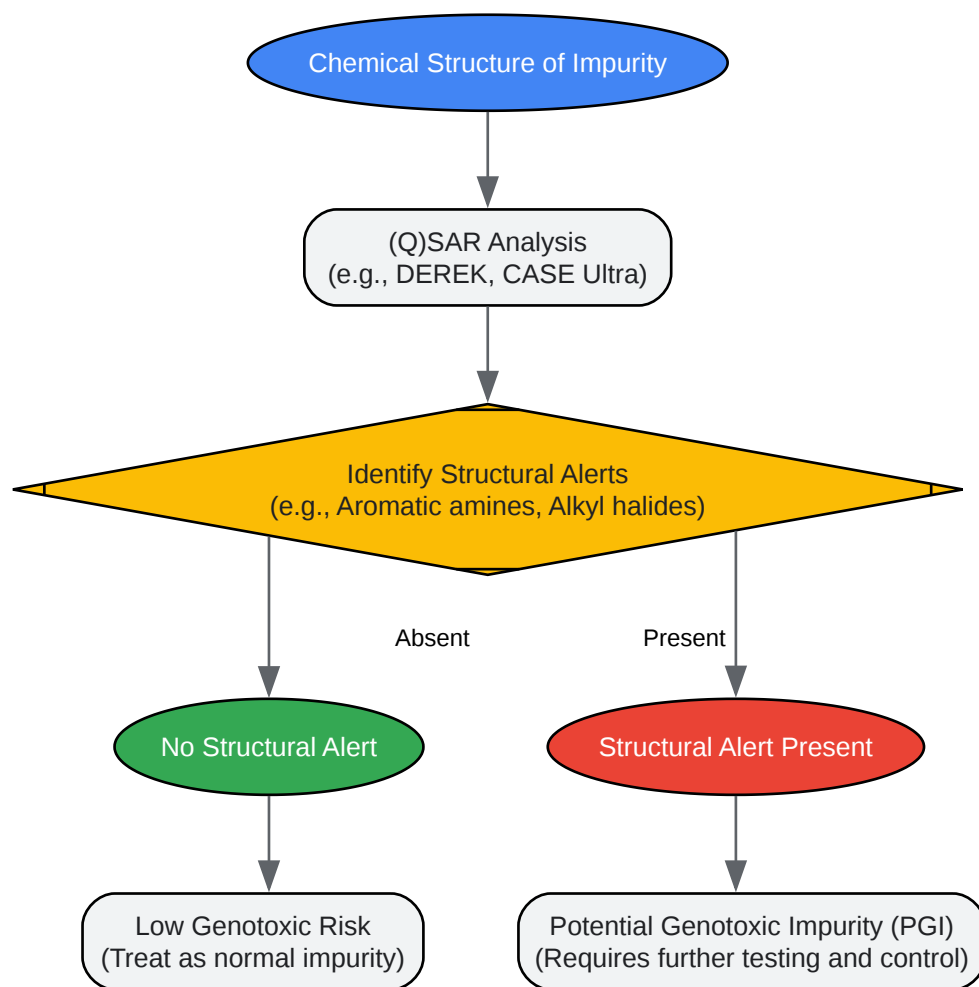 Chemical Structure of Impurity
(Q)SAR Analysis
(e.g., DEREK, CASE Ultra)
Identify Structural Alerts
(e.g., Aromatic amines, Alkyl halides)
Absent
Present
No Structural Alert
Structural Alert Present
Low Genotoxic Risk
(Treat as normal impurity)
Potential Genotoxic Impurity (PGI)
(Requires further testing and control)